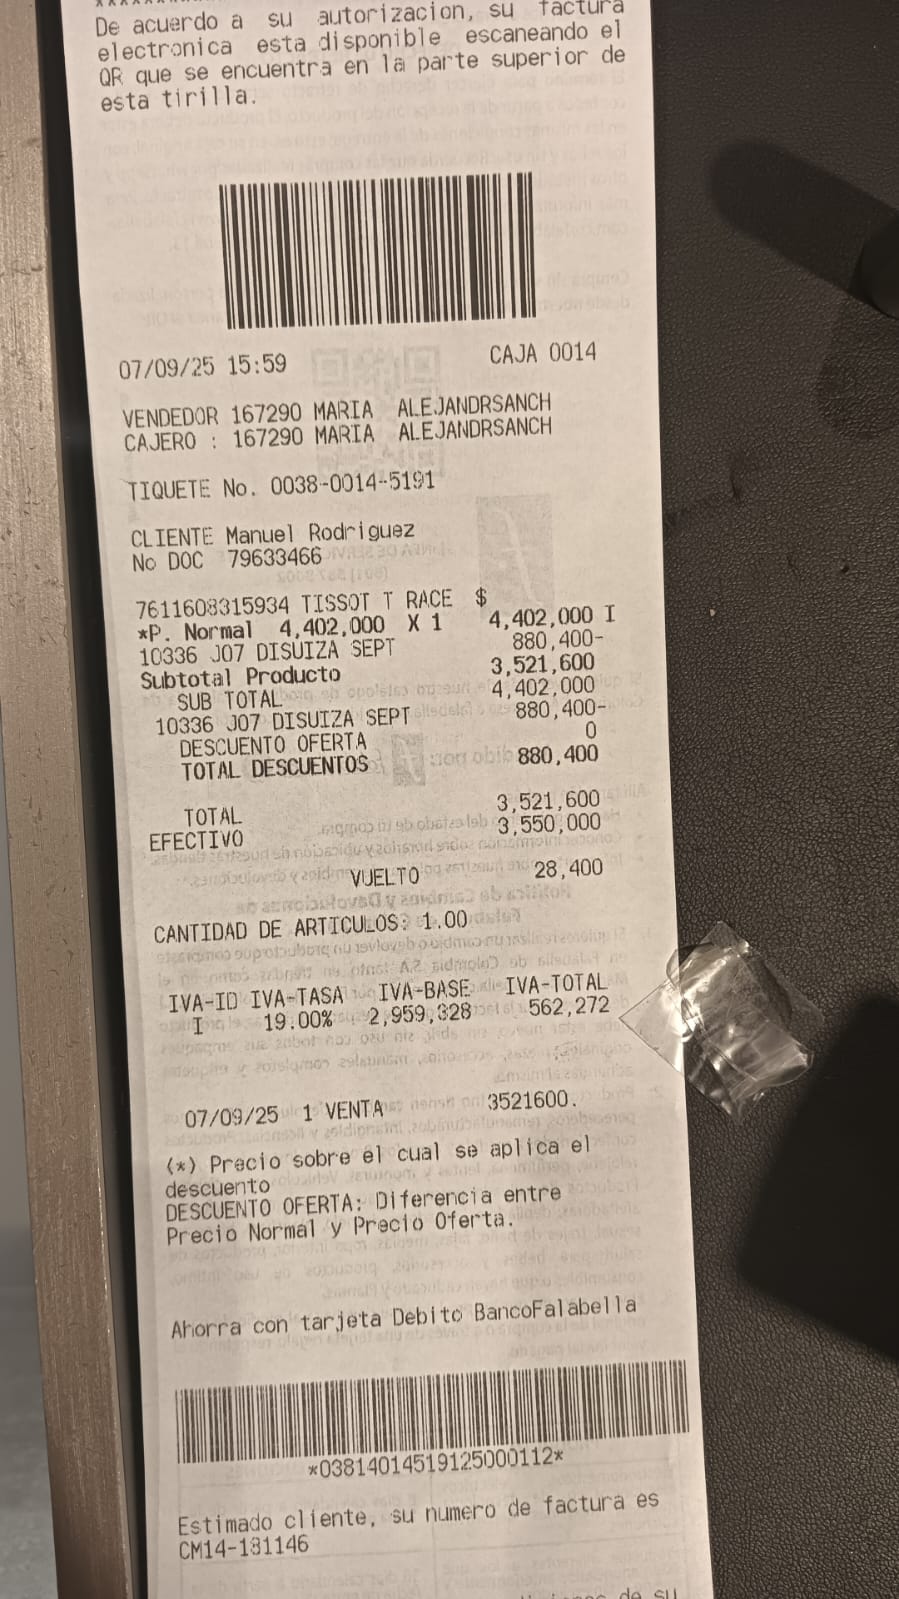 De acuerdo a su autorizacion, su factura
electronica esta disponible escaneando el
QR que se encuentra en la parte superior de
esta tirilla.
07/09/25 15:59 CAJA 0014
VENDEDOR 167290 MARIA ALEJANDRSANCH
CAJERO : 167290 MARIA ALEJANDRSANCH
TIQUETE No. 0038-0014-5191
CLIENTE Manuel Rodriguez
No DOC 79633466
7611608315934 TISSOT T RACE $
*P. Normal 4,402,000 X 1 4,402,000 I
10336 J07 DISUIZA SEPT 880,400-
Subtotal Producto 3,521,600
SUB TOTAL 4,402,000
10336 J07 DISUIZA SEPT 880,400-
DESCUENTO OFERTA 0
TOTAL DESCUENTOS 880,400
TOTAL 3,521,600
EFECTIVO 3,550,000
VUELTO 28,400
CANTIDAD DE ARTICULOS: 1.00
IVA-ID IVA-TASA IVA-BASE IVA-TOTAL
I 19.00% 2,959,328 562,272
07/09/25 1 VENTA 3521600.
(*) Precio sobre el cual se aplica el
descuento
DESCUENTO OFERTA: Diferencia entre
Precio Normal y Precio Oferta.
Ahorra con tarjeta Debito BancoFalabella
*03814014519125000112*
Estimado cliente, su numero de factura es
CM14-131146
de su